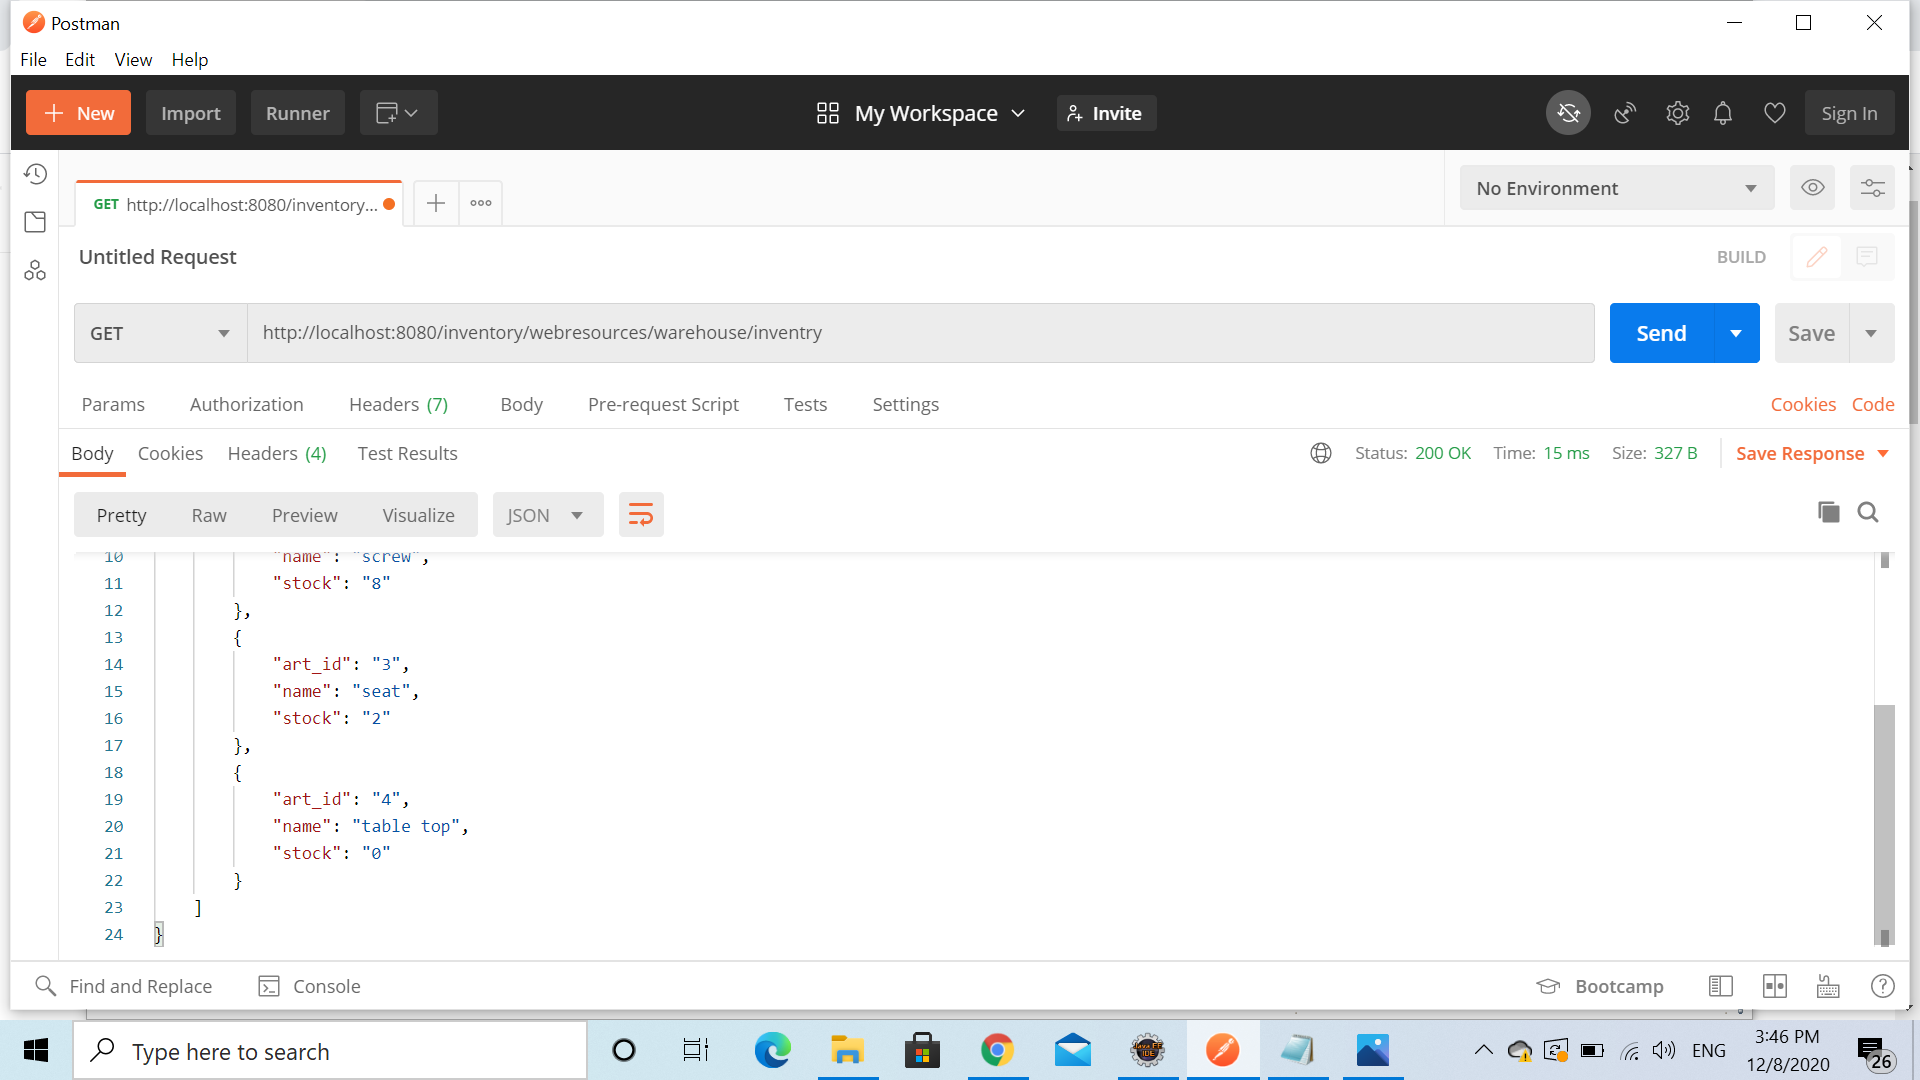 Postman
File Edit View Help
New Import Runner My Workspace Invite Sign In
GET http://localhost:8080/inventory... No Environment
Untitled Request BUILD
GET http://localhost:8080/inventory/webresources/warehouse/inventry Send Save
Params Authorization Headers (7) Body Pre-request Script Tests Settings Cookies Code
Body Cookies Headers (4) Test Results Status: 200 OK Time: 15 ms Size: 327 B Save Response
Pretty Raw Preview Visualize JSON
10 "name": "screw",
11 "stock": "8"
12 },
13 {
14 "art_id": "3",
15 "name": "seat",
16 "stock": "2"
17 },
18 {
19 "art_id": "4",
20 "name": "table top",
21 "stock": "0"
22 }
23 ]
24 }
Find and Replace Console Bootcamp
Type here to search Java EE IDE ENG 3:46 PM
12/8/2020 26